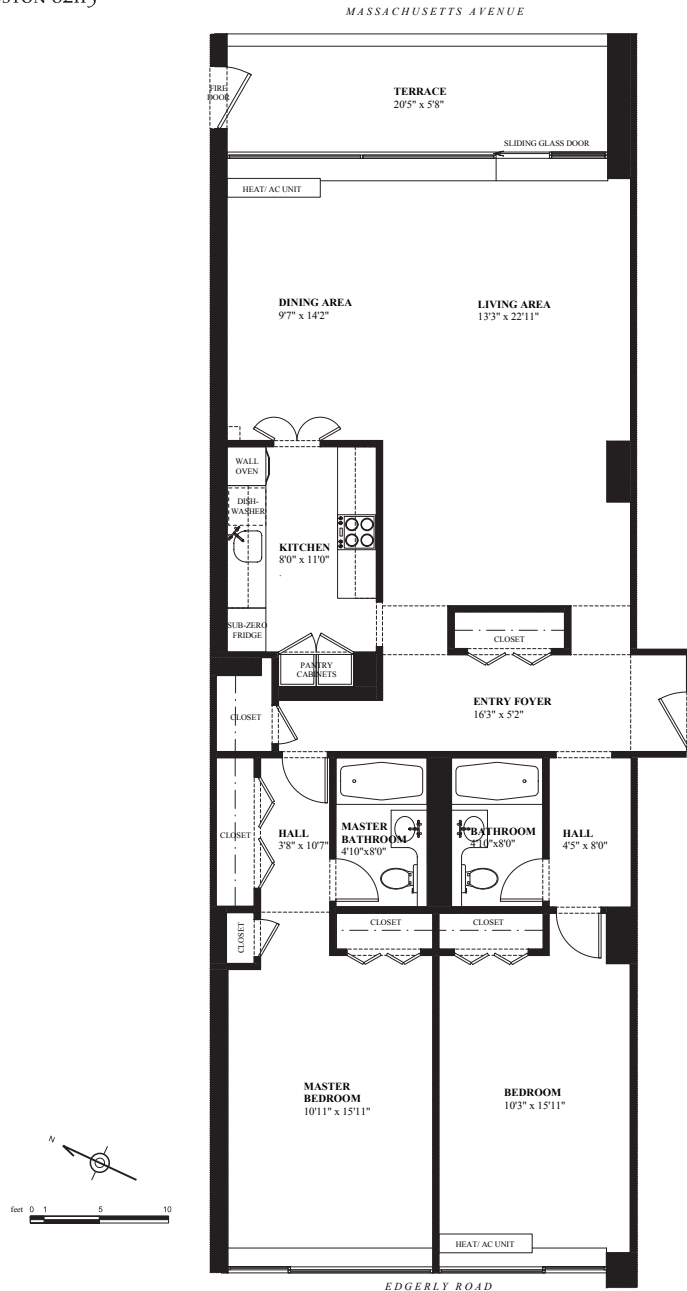 MASSACHUSETTS AVENUE
FIRE
DOOR
TERRACE
20'5" x 5'8"
SLIDING GLASS DOOR
HEAT/ AC UNIT
DINING AREA
9'7" x 14'2"
LIVING AREA
13'3" x 22'11"
WALL
OVEN
DISH-
WASHER
KITCHEN
8'0" x 11'0"
SUB-ZERO
FRIDGE
PANTRY
CABINETS
CLOSET
ENTRY FOYER
16'3" x 5'2"
CLOSET
CLOSET
HALL
3'8" x 10'7"
MASTER
BATHROOM
4'10"x8'0"
BATHROOM
4'10"x8'0"
HALL
4'5" x 8'0"
CLOSET
CLOSET
CLOSET
MASTER
BEDROOM
10'11" x 15'11"
BEDROOM
10'3" x 15'11"
N
feet 0 1 5 10
HEAT/ AC UNIT
EDGERLY ROAD